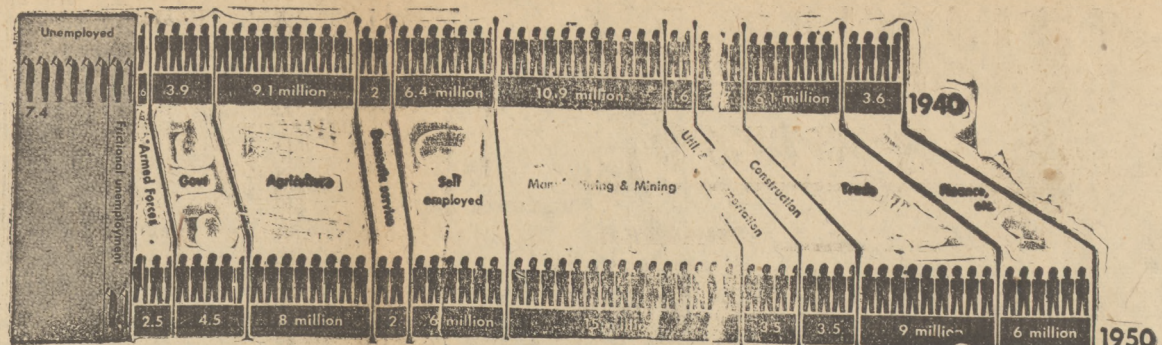 Unemployed
7.4
Frictional unemployment
3.9
9.1 million
2
6.4 million
10.9 million
1.6
6.1 million
3.6
1940
Armed Forces
Govt
Agriculture
Domestic service
Self
employed
& Mining
Construction
Trade
Finance,
etc.
2.5
4.5
8 million
2
6 million
3.5
3.5
9 million
6 million
1950